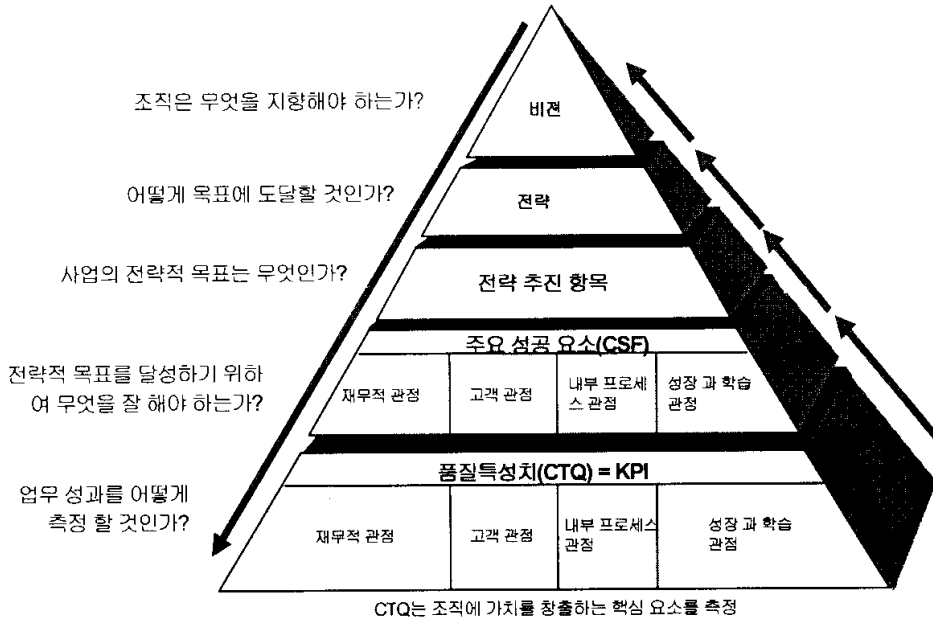 조직은 무엇을 지향해야 하는가?
비젼
어떻게 목표에 도달할 것인가?
전략
사업의 전략적 목표는 무엇인가?
전략 추진 항목
주요 성공 요소(CSF)
전략적 목표를 달성하기 위하
여 무엇을 잘 해야 하는가?
재무적 관점
고객 관점
내부 프로세
스 관점
성장 과 학습
관점
품질특성치(CTQ) = KPI
업무 성과를 어떻게
측정 할 것인가?
재무적 관점
고객 관점
내부 프로세스
관점
성장 과 학습
관점
CTQ는 조직에 가치를 창출하는 핵심 요소를 측정